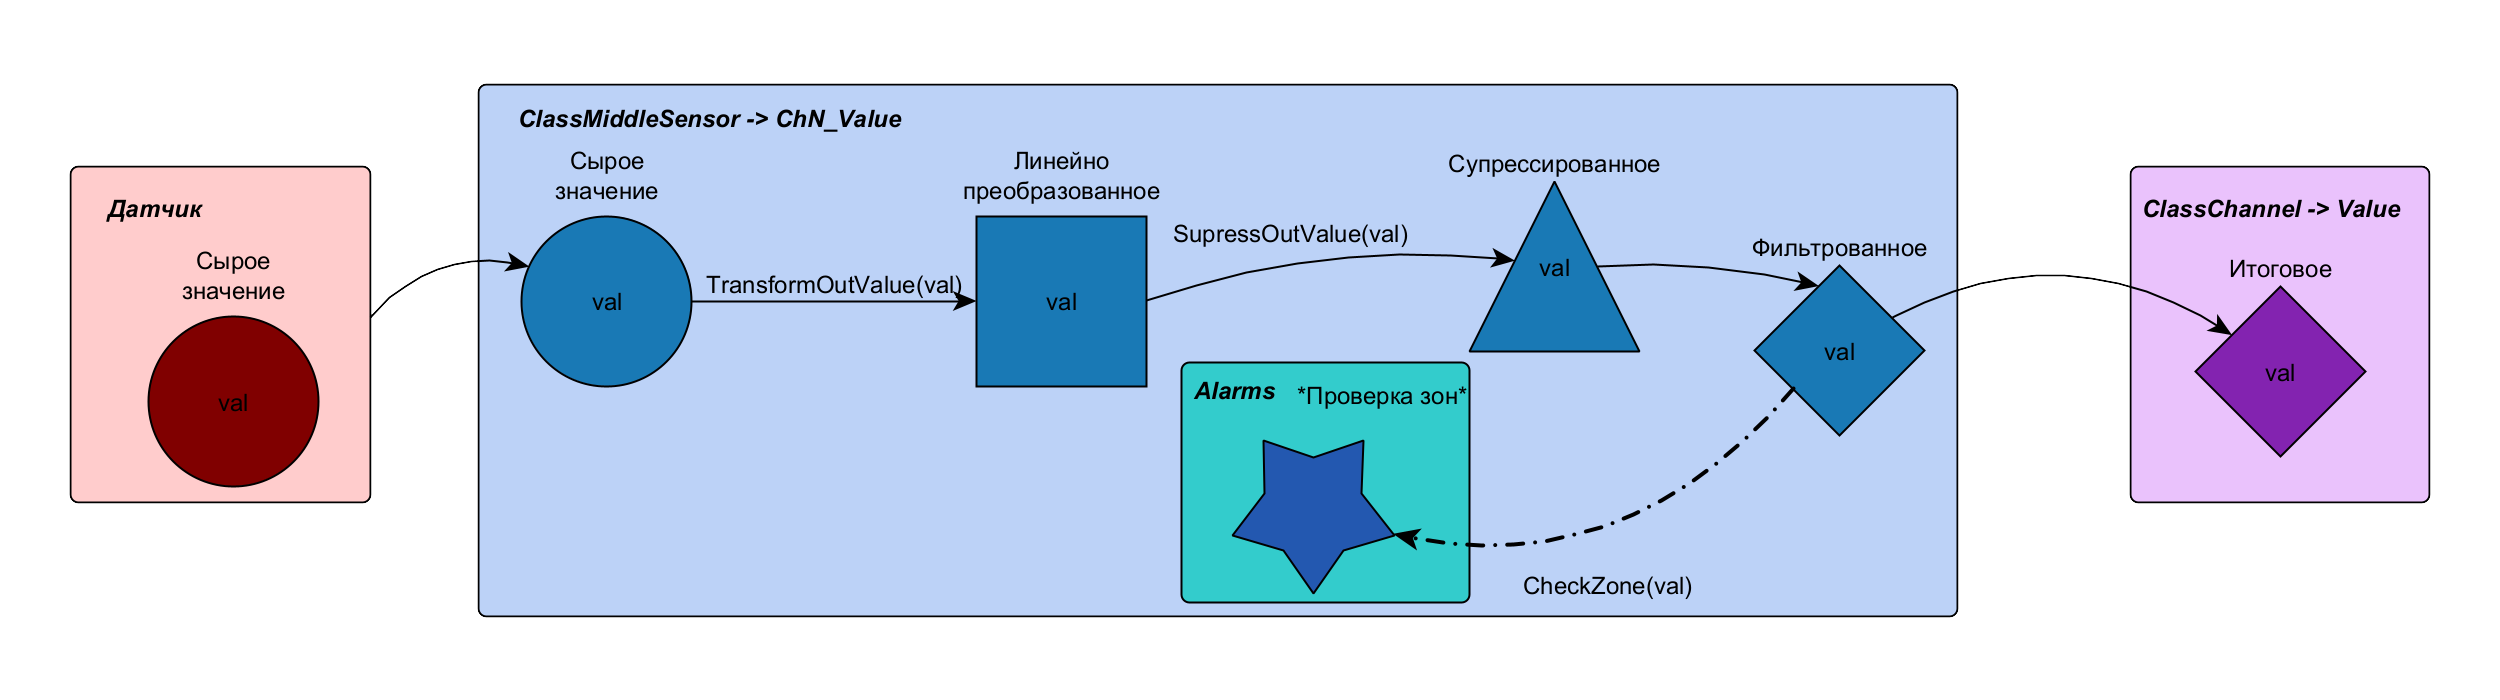 Датчик
Сырое
значение
val
ClassMiddleSensor -> ChN_Value
Сырое
значение
val
TransformOutValue(val)
Линейно
преобразованное
val
SupressOutValue(val)
Супрессированное
val
Фильтрованное
val
Alarms
*Проверка зон*
CheckZone(val)
ClassChannel -> Value
Итоговое
val